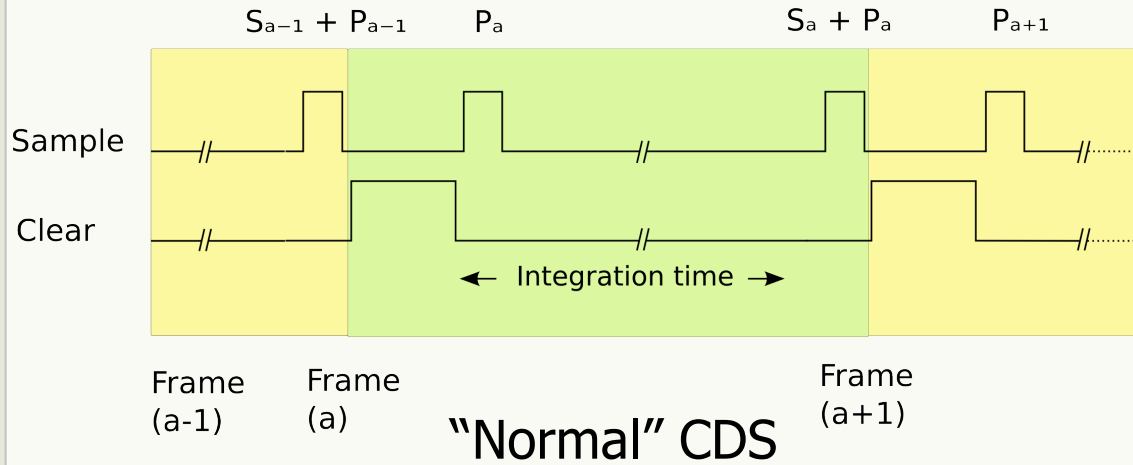 Sₐ₋₁ + Pₐ₋₁ Pₐ Sₐ + Pₐ Pₐ₊₁
Sample
Clear
Integration time
Frame
(a-1)
Frame
(a)
Frame
(a+1)
“Normal” CDS